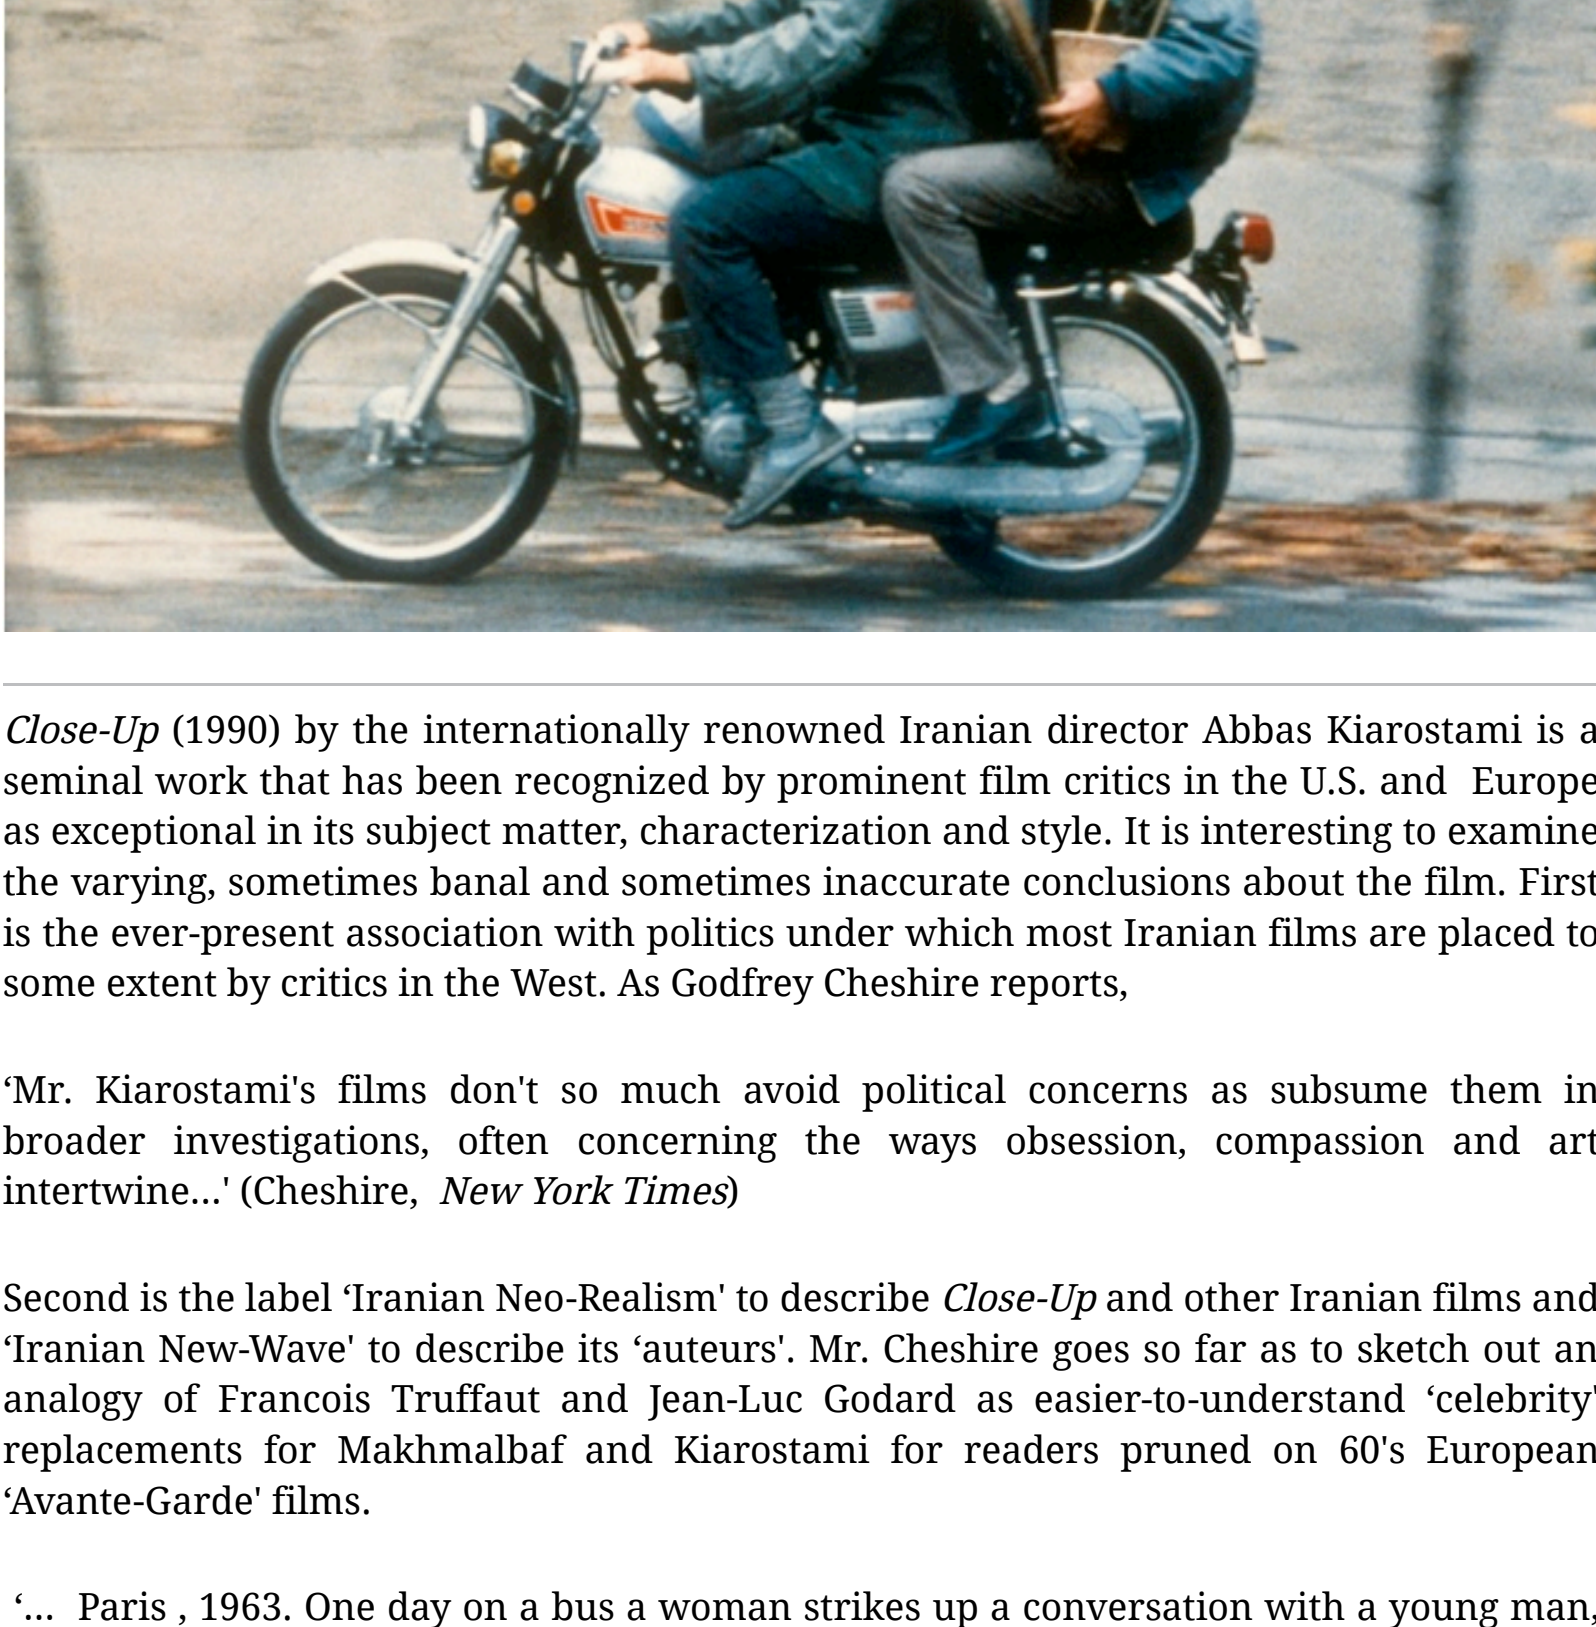 Close-Up (1990) by the internationally renowned Iranian director Abbas Kiarostami is a
seminal work that has been recognized by prominent film critics in the U.S. and  Europe
as exceptional in its subject matter, characterization and style. It is interesting to examine
the varying, sometimes banal and sometimes inaccurate conclusions about the film. First
is the ever-present association with politics under which most Iranian films are placed to
some extent by critics in the West. As Godfrey Cheshire reports,
‘Mr. Kiarostami's films don't so much avoid political concerns as subsume them in
broader investigations, often concerning the ways obsession, compassion and art
intertwine...' (Cheshire,  New York Times)
Second is the label ‘Iranian Neo-Realism' to describe Close-Up and other Iranian films and
‘Iranian New-Wave' to describe its ‘auteurs'. Mr. Cheshire goes so far as to sketch out an
analogy of Francois Truffaut and Jean-Luc Godard as easier-to-understand ‘celebrity'
replacements for Makhmalbaf and Kiarostami for readers pruned on 60's European
‘Avante-Garde' films.
‘...  Paris , 1963. One day on a bus a woman strikes up a conversation with a young man,